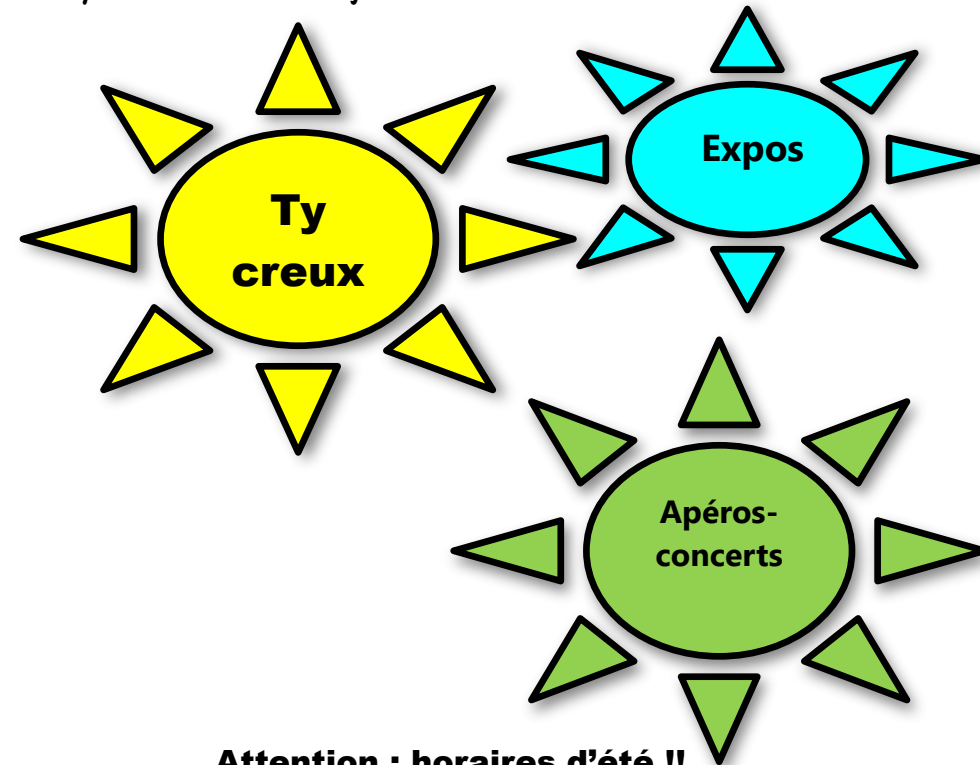 Ty
creux
Expos
Apéros-
concerts
Attention : horaires d'été !!